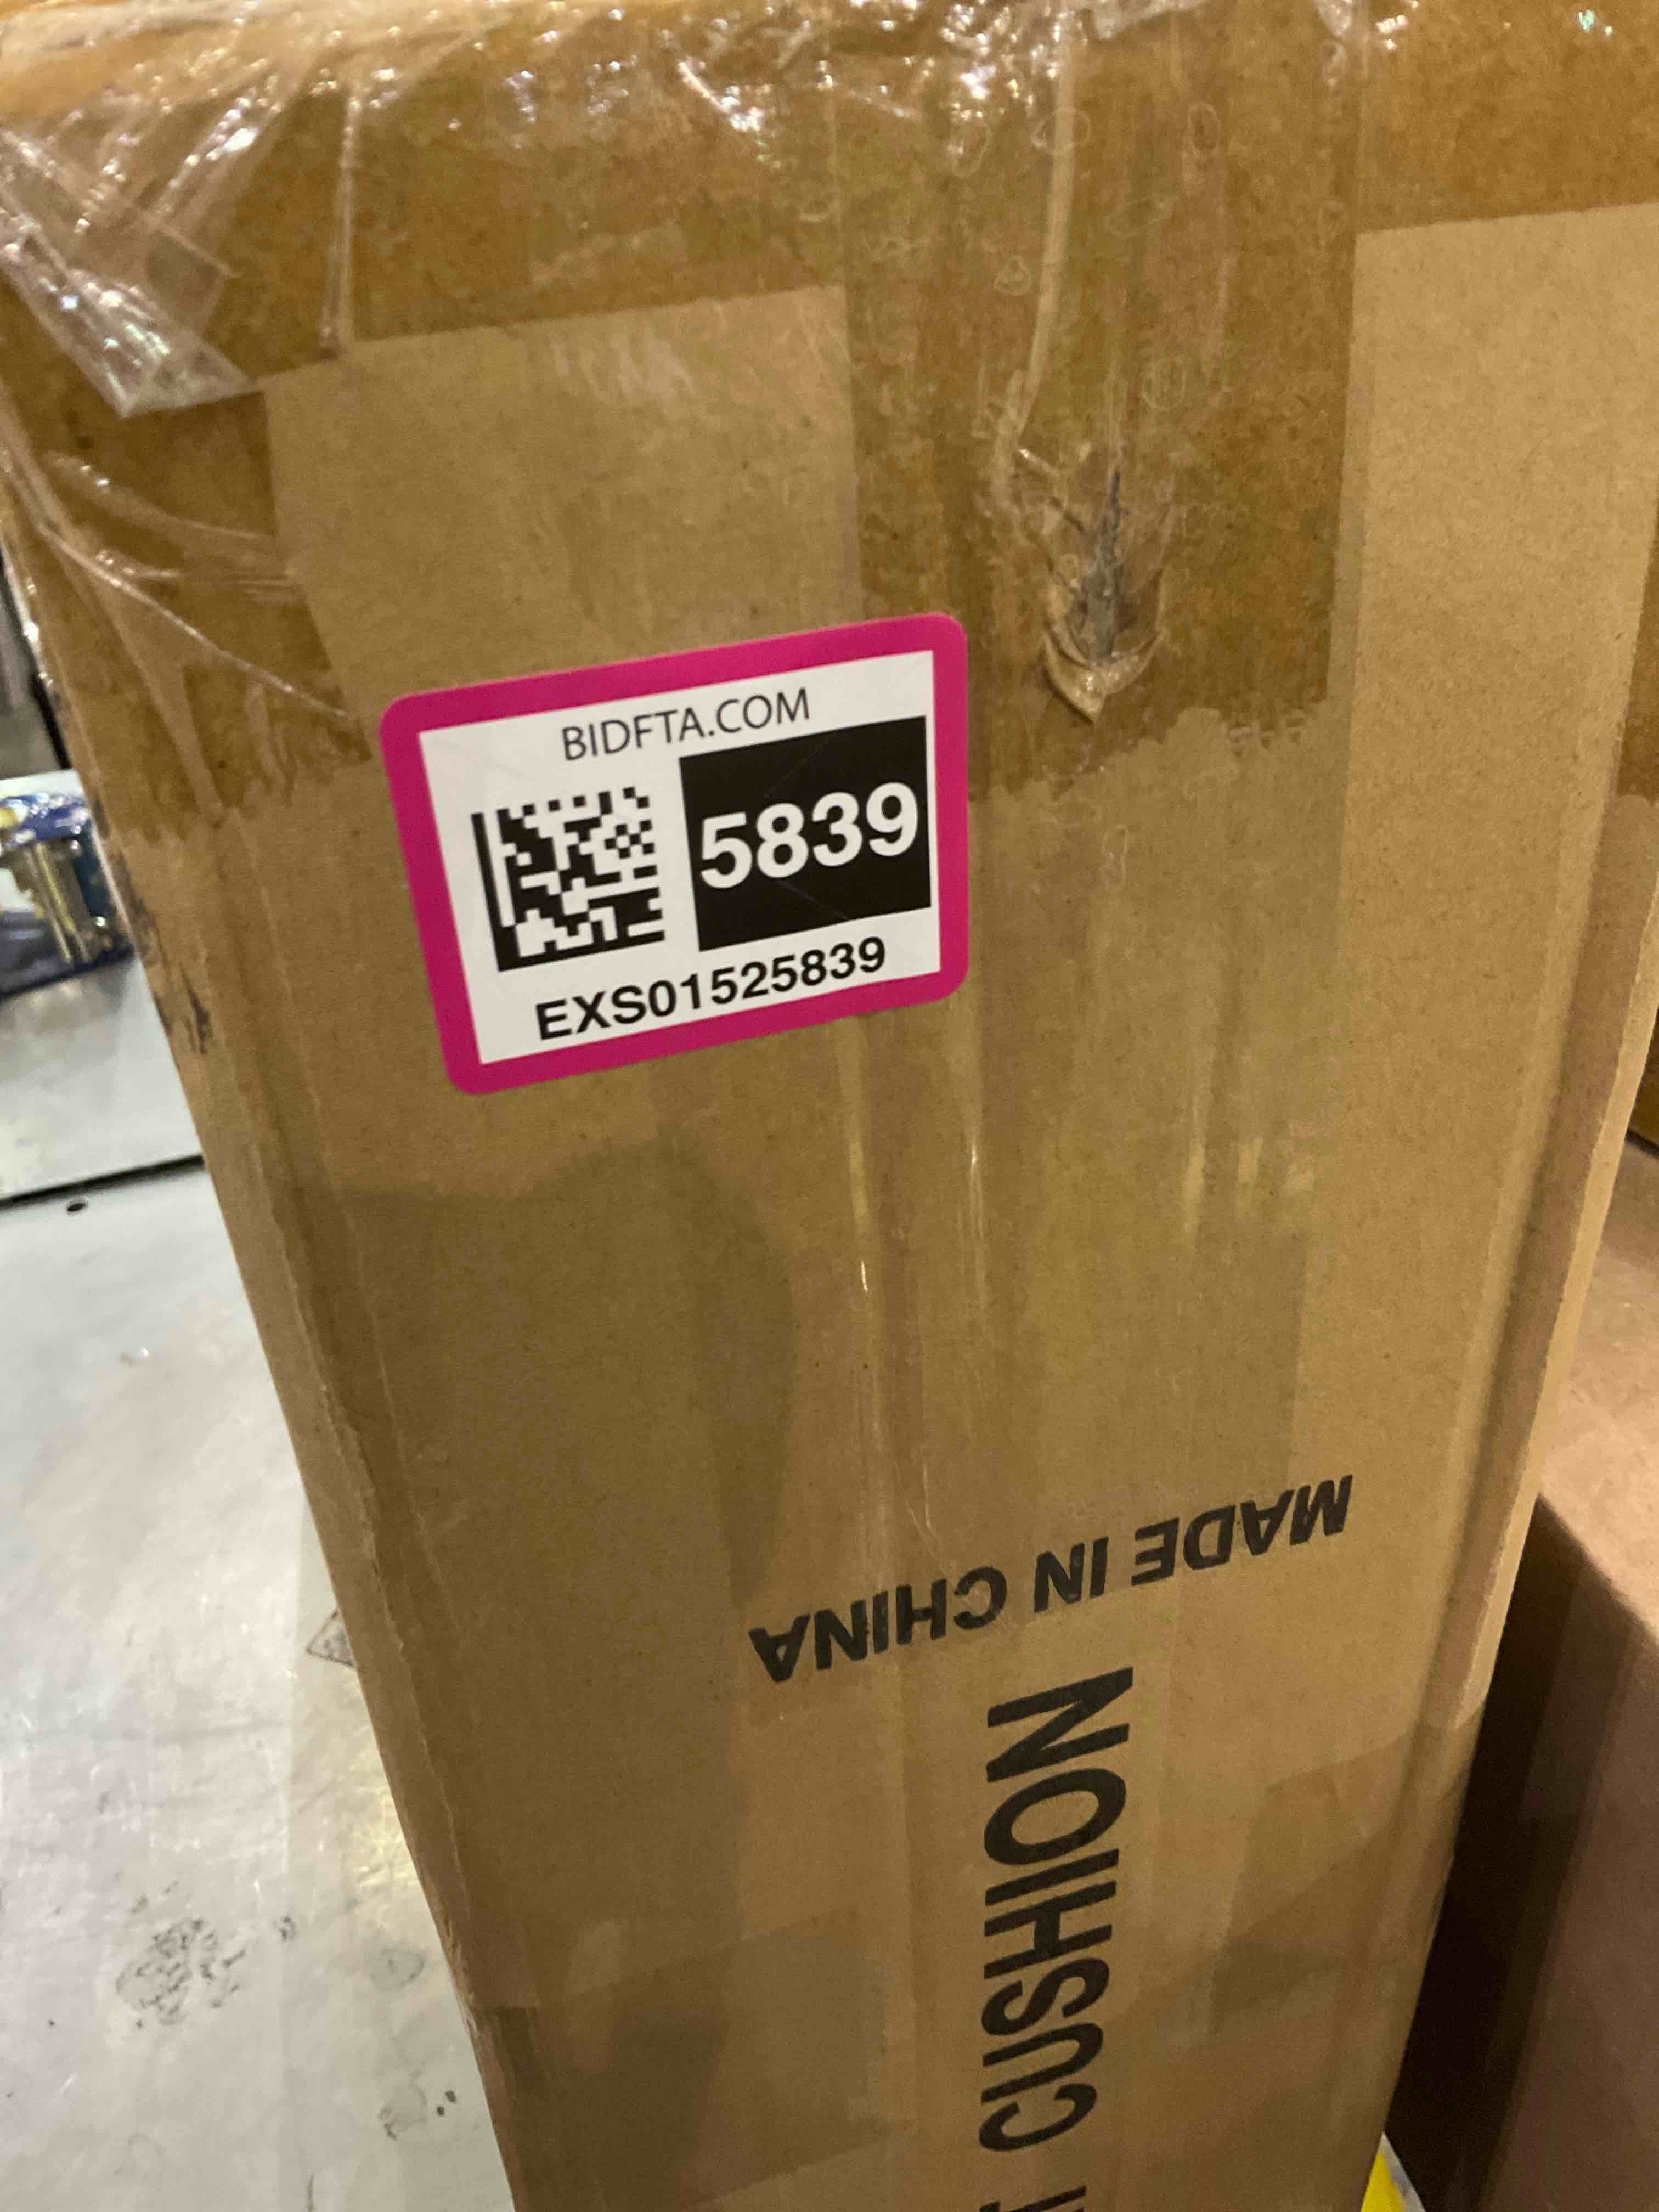 BIDFTA.COM
5839
EXS01525839
MADE IN CHINA
CUSHION